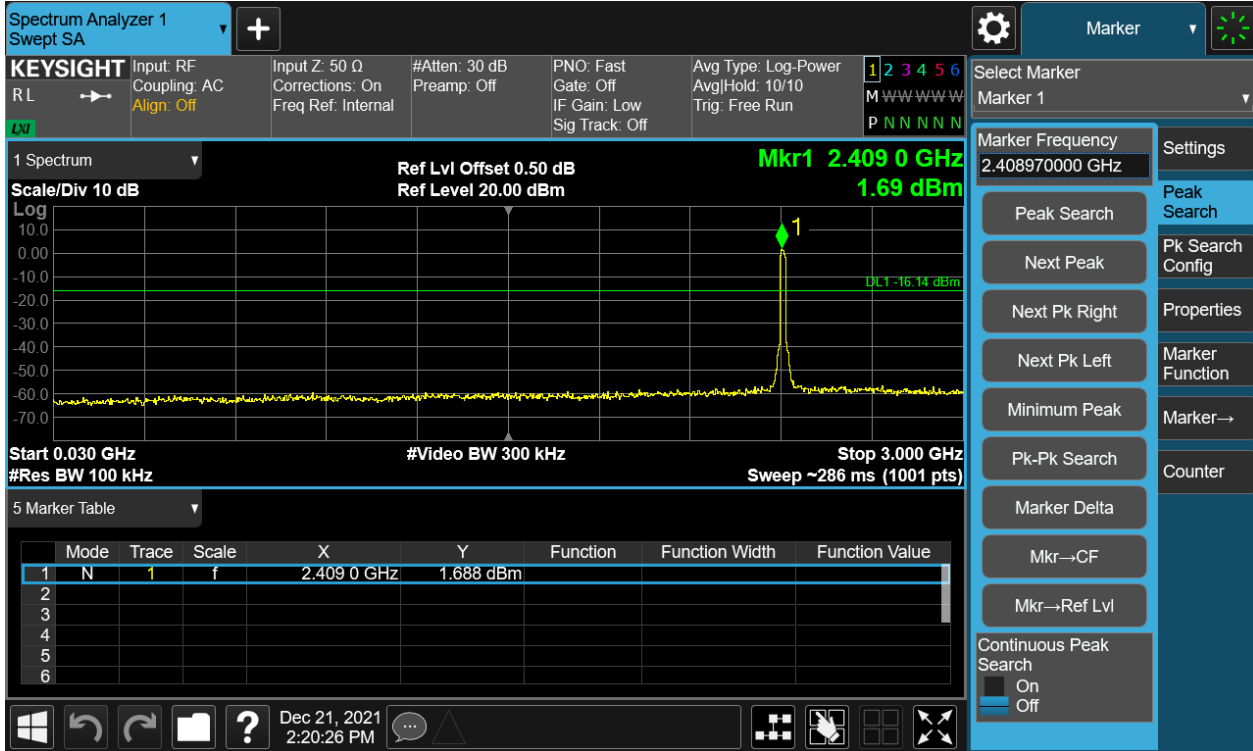 Spectrum Analyzer 1
Swept SA
Marker
KEYSIGHT
RL
LXI
Input: RF
Coupling: AC
Align: Off
Input Z: 50 Ω
Corrections: On
Freq Ref: Internal
#Atten: 30 dB
Preamp: Off
PNO: Fast
Gate: Off
IF Gain: Low
Sig Track: Off
Avg Type: Log-Power
Avg|Hold: 10/10
Trig: Free Run
1 2 3 4 5 6
M W W W W W
P N N N N N
Select Marker
Marker 1
1 Spectrum
Scale/Div 10 dB
Ref Lvl Offset 0.50 dB
Ref Level 20.00 dBm
Mkr1 2.409 0 GHz
1.69 dBm
Log
10.0
0.00
-10.0
-20.0
-30.0
-40.0
-50.0
-60.0
-70.0
1
DL1 -16.14 dBm
Start 0.030 GHz
#Res BW 100 kHz
#Video BW 300 kHz
Stop 3.000 GHz
Sweep ~286 ms (1001 pts)
5 Marker Table
Mode Trace Scale X Y Function Function Width Function Value
1 N 1 f 2.409 0 GHz 1.688 dBm
2
3
4
5
6
Marker Frequency
2.408970000 GHz
Peak Search
Next Peak
Next Pk Right
Next Pk Left
Minimum Peak
Pk-Pk Search
Marker Delta
Mkr→CF
Mkr→Ref Lvl
Continuous Peak
Search
On
Off
Settings
Peak
Search
Pk Search
Config
Properties
Marker
Function
Marker→
Counter
?
Dec 21, 2021
2:20:26 PM